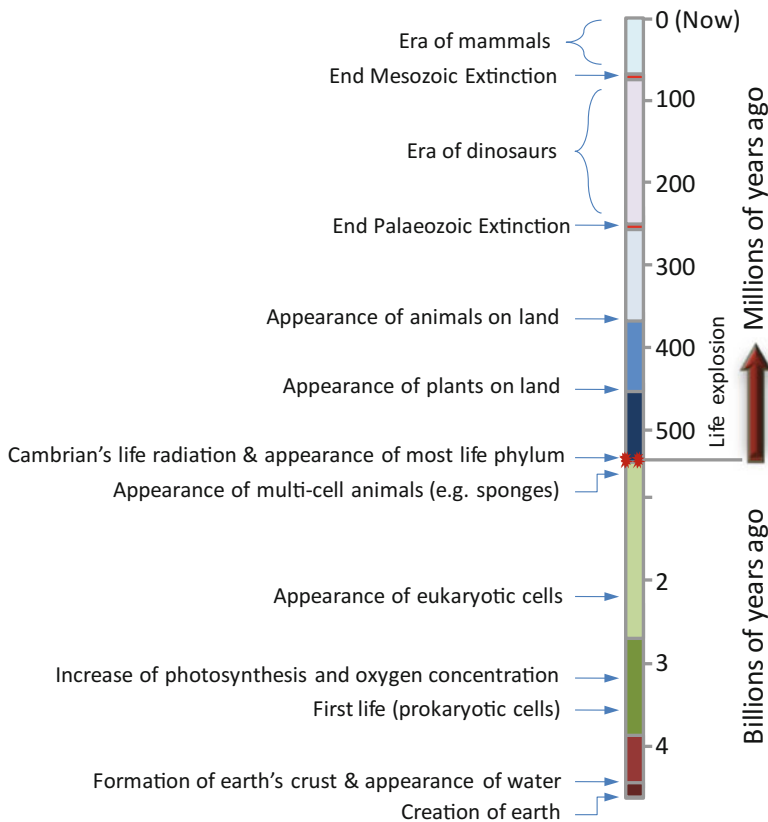 0 (Now)
Era of mammals
End Mesozoic Extinction
100
Era of dinosaurs
200
End Palaeozoic Extinction
300
Appearance of animals on land
400
Appearance of plants on land
500
Cambrian’s life radiation & appearance of most life phylum
Appearance of multi-cell animals (e.g. sponges)
2
Appearance of eukaryotic cells
3
Increase of photosynthesis and oxygen concentration
First life (prokaryotic cells)
4
Formation of earth’s crust & appearance of water
Creation of earth
Life explosion
Millions of years ago
Billions of years ago